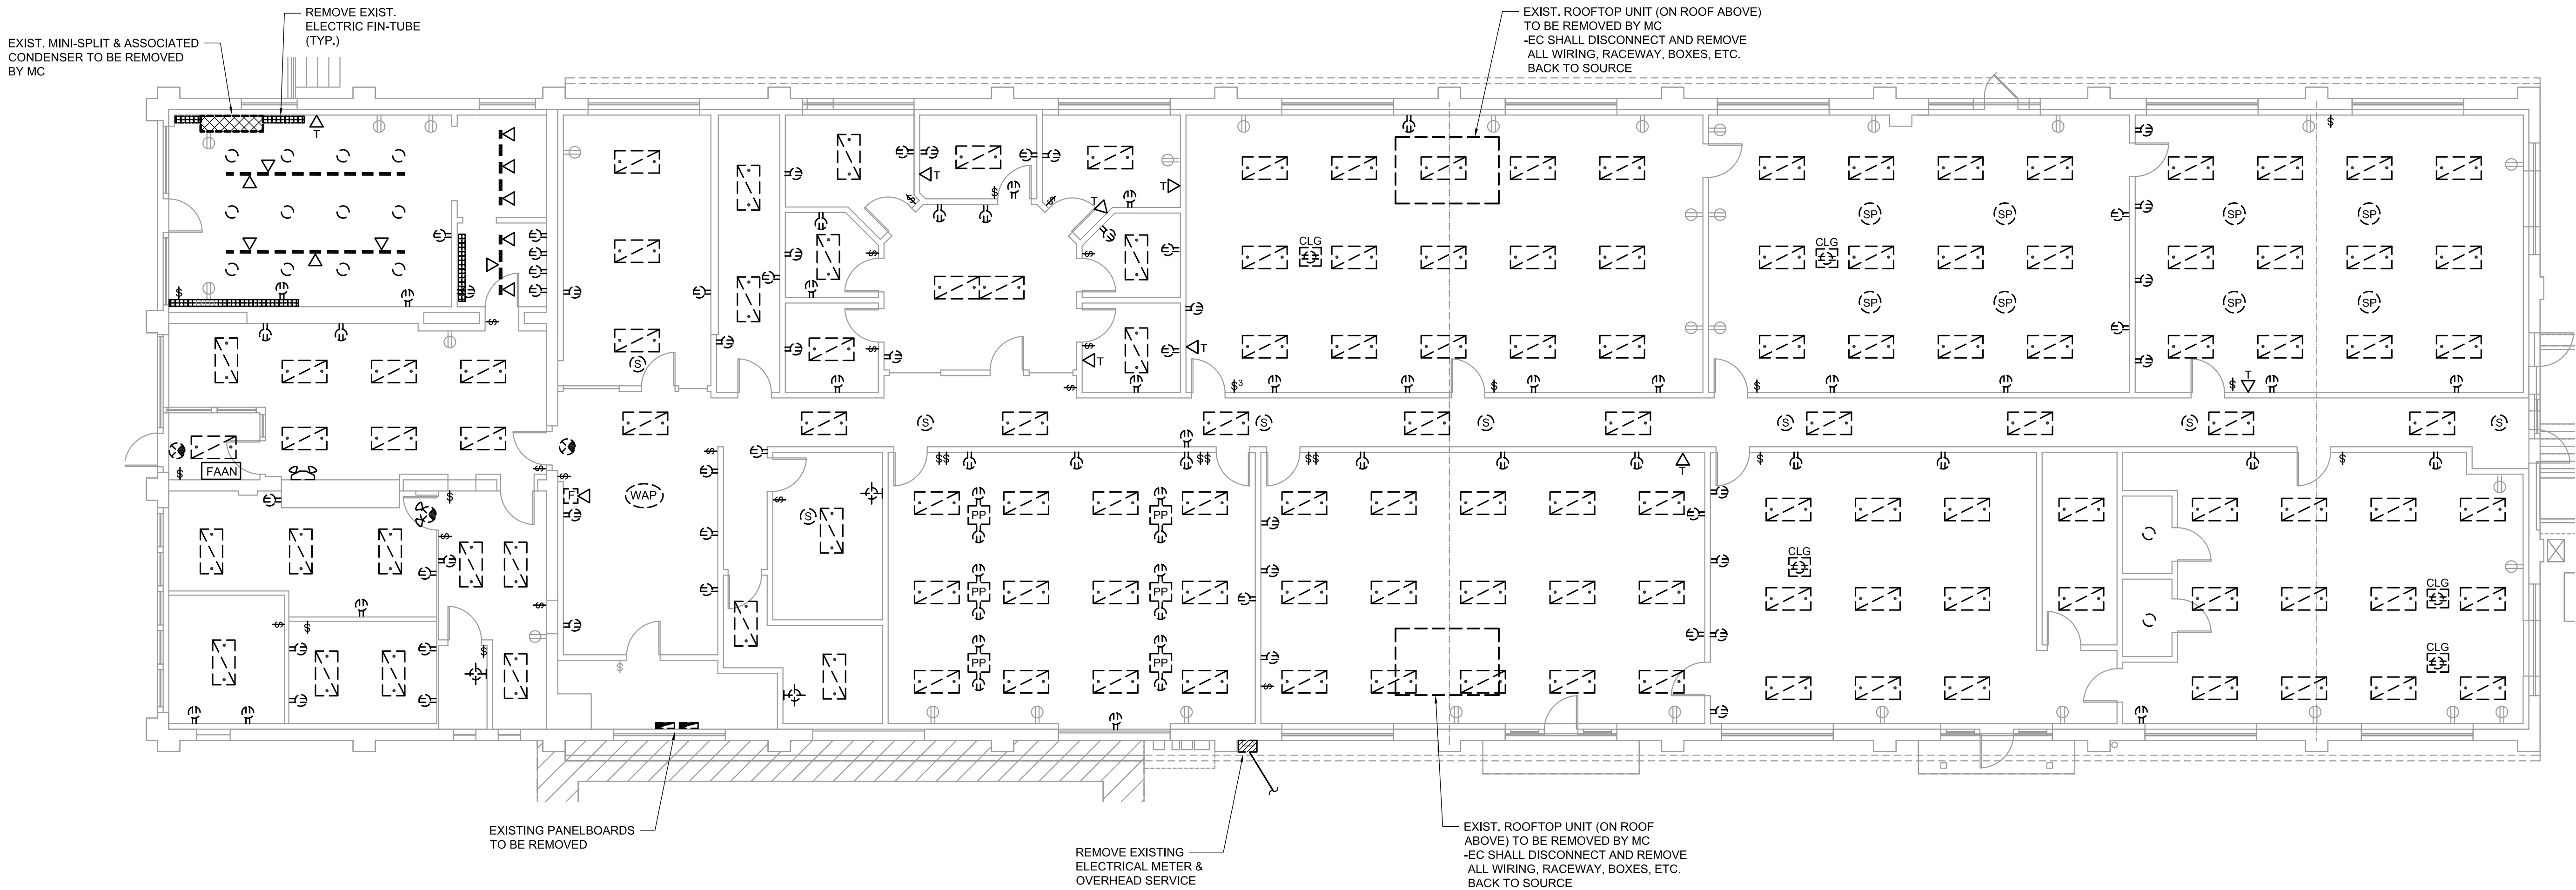 REMOVE EXIST.
ELECTRIC FIN-TUBE
(TYP.)
EXIST. MINI-SPLIT & ASSOCIATED
CONDENSER TO BE REMOVED
BY MC
EXIST. ROOFTOP UNIT (ON ROOF ABOVE)
TO BE REMOVED BY MC
-EC SHALL DISCONNECT AND REMOVE
ALL WIRING, RACEWAY, BOXES, ETC.
BACK TO SOURCE
T
T
T
T
SP
SP
SP
SP
CLG
CLG
$
$
$
$
$
$
SP
SP
SP
SP
$
$
$
$
S
$
T
T
$
$3
$
$
$
T
S
S
S
S
S
S
FAAN
$
$
$
$$
$$
$$
T
$
$
F
WAP
$
$
PP
PP
S
CLG
$
PP
PP
CLG
$
$
$
$
$
PP
PP
CLG
$
EXISTING PANELBOARDS
TO BE REMOVED
REMOVE EXISTING
ELECTRICAL METER &
OVERHEAD SERVICE
EXIST. ROOFTOP UNIT (ON ROOF
ABOVE) TO BE REMOVED BY MC
-EC SHALL DISCONNECT AND REMOVE
ALL WIRING, RACEWAY, BOXES, ETC.
BACK TO SOURCE